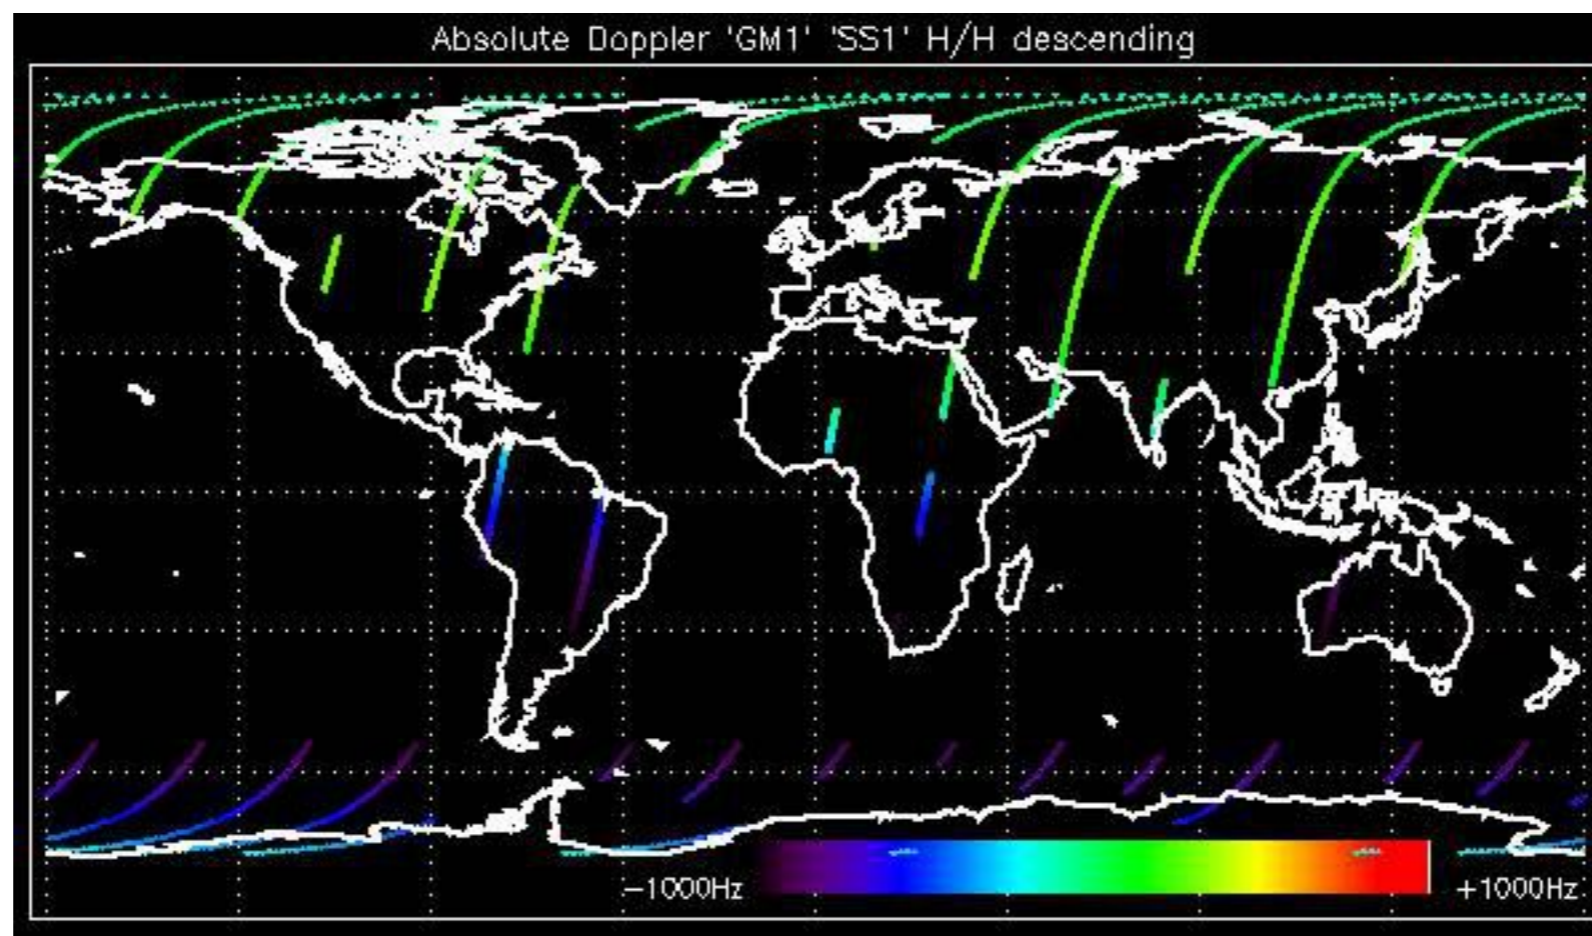 Absolute Doppler 'GM1' 'SS1' H/H descending
−1000Hz +1000Hz